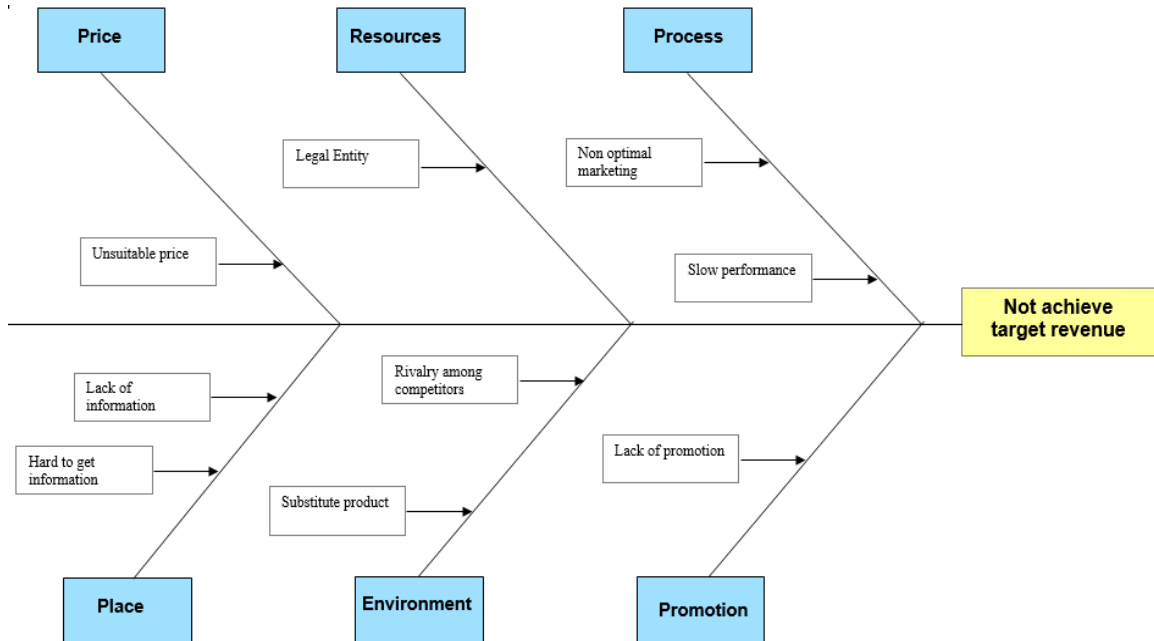 Price
Resources
Process
Legal Entity
Non optimal
marketing
Unsuitable price
Slow performance
Not achieve
target revenue
Rivalry among
competitors
Lack of
information
Lack of promotion
Hard to get
information
Substitute product
Place
Environment
Promotion